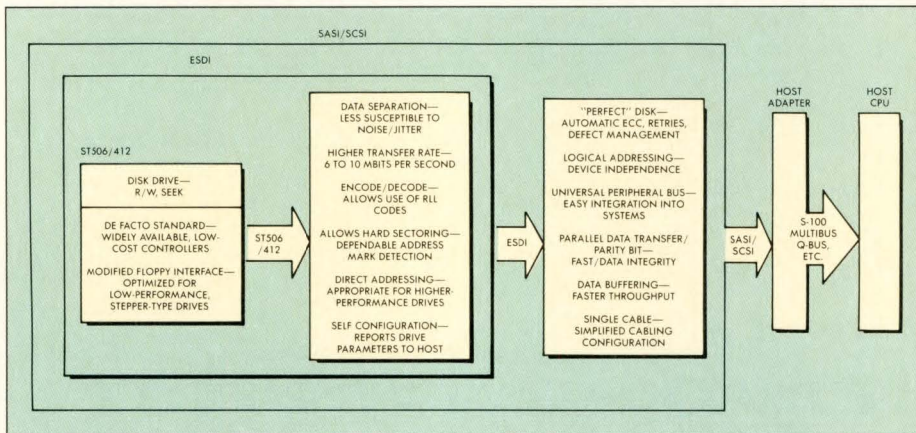 SASI/SCSI
ESDI
ST506/412
DISK DRIVE—
R/W, SEEK
DE FACTO STANDARD—
WIDELY AVAILABLE, LOW-
COST CONTROLLERS
MODIFIED FLOPPY INTERFACE—
OPTIMIZED FOR
LOW-PERFORMANCE,
STEPPER-TYPE DRIVES
ST506
/412
DATA SEPARATION—
LESS SUSCEPTIBLE TO
NOISE/JITTER
HIGHER TRANSFER RATE—
6 TO 10 MBITS PER SECOND
ENCODE/DECODE—
ALLOWS USE OF RLL
CODES
ALLOWS HARD SECTORING—
DEPENDABLE ADDRESS
MARK DETECTION
DIRECT ADDRESSING—
APPROPRIATE FOR HIGHER-
PERFORMANCE DRIVES
SELF CONFIGURATION—
REPORTS DRIVE
PARAMETERS TO HOST
ESDI
"PERFECT" DISK—
AUTOMATIC ECC, RETRIES,
DEFECT MANAGEMENT
LOGICAL ADDRESSING—
DEVICE INDEPENDENCE
UNIVERSAL PERIPHERAL BUS—
EASY INTEGRATION INTO
SYSTEMS
PARALLEL DATA TRANSFER/
PARITY BIT—
FAST/DATA INTEGRITY
DATA BUFFERING—
FASTER THROUGHPUT
SINGLE CABLE—
SIMPLIFIED CABLING
CONFIGURATION
SASI/
SCSI
HOST
ADAPTER
S-100
MULTIBUS
Q-BUS,
ETC.
HOST
CPU